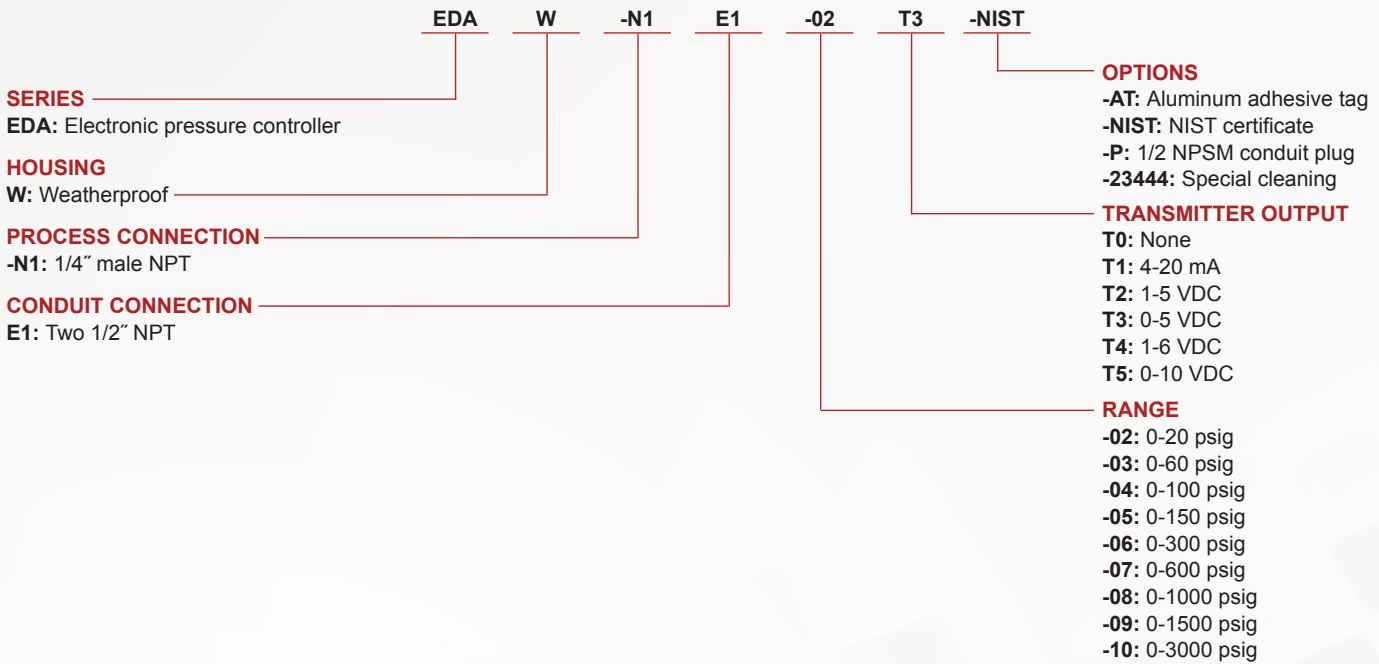 EDA W -N1 E1 -02 T3 -NIST
SERIES
EDA: Electronic pressure controller
HOUSING
W: Weatherproof
PROCESS CONNECTION
-N1: 1/4˝ male NPT
CONDUIT CONNECTION
E1: Two 1/2˝ NPT
OPTIONS
-AT: Aluminum adhesive tag
-NIST: NIST certificate
-P: 1/2 NPSM conduit plug
-23444: Special cleaning
TRANSMITTER OUTPUT
T0: None
T1: 4-20 mA
T2: 1-5 VDC
T3: 0-5 VDC
T4: 1-6 VDC
T5: 0-10 VDC
RANGE
-02: 0-20 psig
-03: 0-60 psig
-04: 0-100 psig
-05: 0-150 psig
-06: 0-300 psig
-07: 0-600 psig
-08: 0-1000 psig
-09: 0-1500 psig
-10: 0-3000 psig